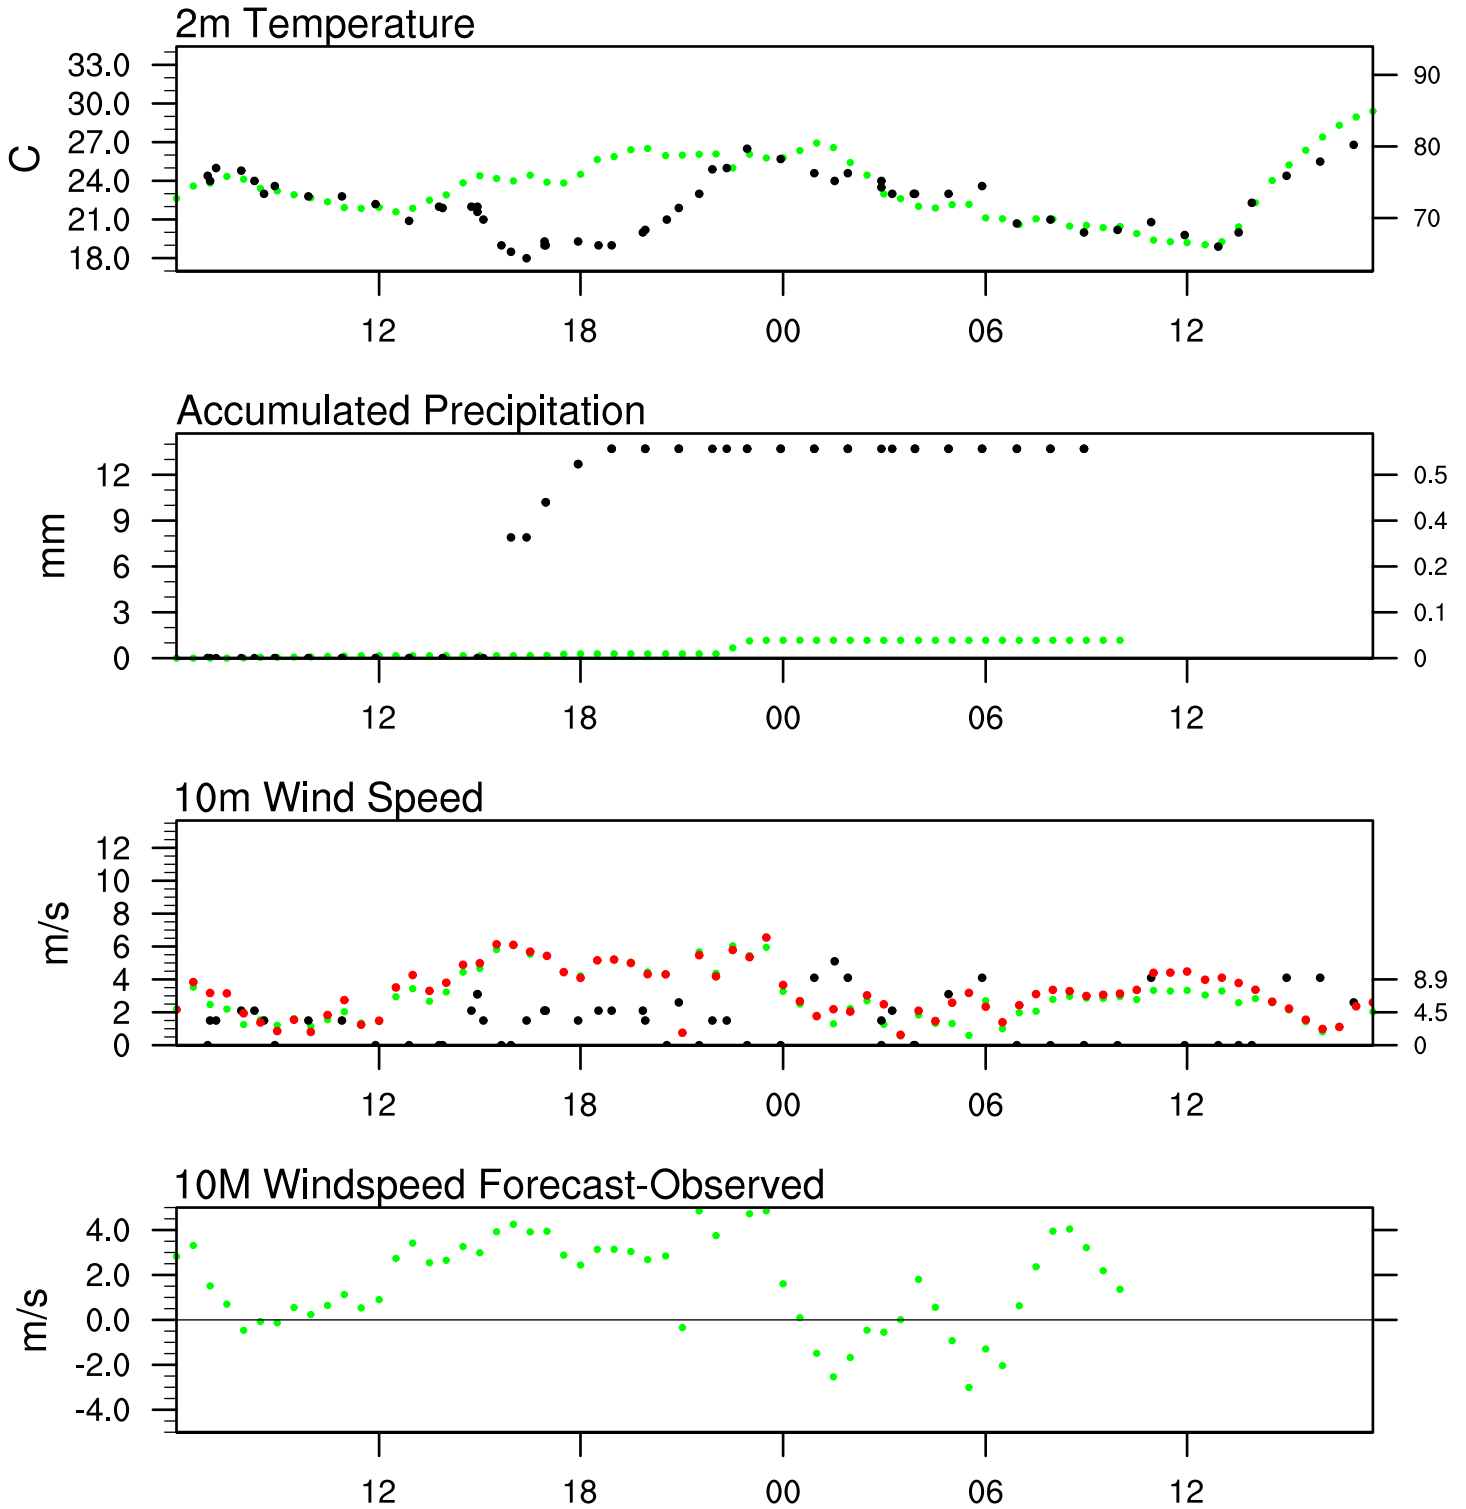 2m Temperature
33.0
30.0
27.0
24.0
21.0
18.0
C
90
80
70
12 18 00 06 12
Accumulated Precipitation
12
9
6
3
0
mm
0.5
0.4
0.2
0.1
0
12 18 00 06 12
10m Wind Speed
12
10
8
6
4
2
0
m/s
8.9
4.5
0
12 18 00 06 12
10M Windspeed Forecast-Observed
4.0
2.0
0.0
-2.0
-4.0
m/s
12 18 00 06 12